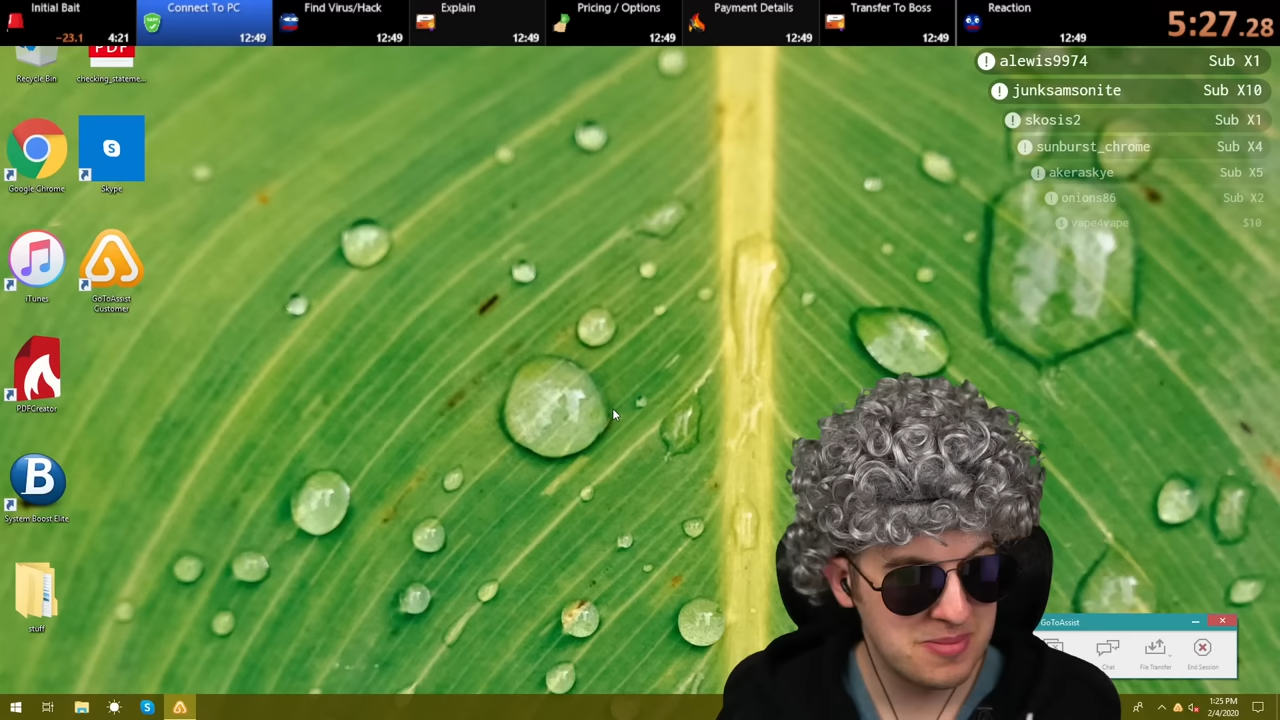 Initial Bait
-23.1 4:21
Connect To PC
12:49
Find Virus/Hack
12:49
Explain
12:49
Pricing / Options
12:49
Payment Details
12:49
Transfer To Boss
12:49
Reaction
12:49
5:27.28
alewis9974 Sub X1
junksamsonite Sub X10
skosis2 Sub X1
sunburst_chrome Sub X4
akeraskye Sub X5
onions86 Sub X2
vape4vape $10
PDF
Recycle Bin
checking_stateme...
Google Chrome
S
Skype
iTunes
GoToAssist
Customer
PDFCreator
B
System Boost Elite
stuff
GoToAssist
Chat
File Transfer
End Session
S
1:25 PM
2/4/2020